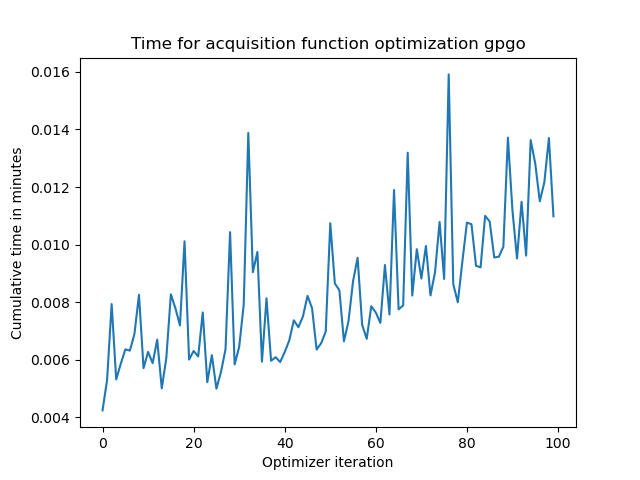 Time for acquisition function optimization gpgo
0.016
0.014
0.012
0.010
0.008
0.006
0.004
Cumulative time in minutes
0 20 40 60 80 100
Optimizer iteration